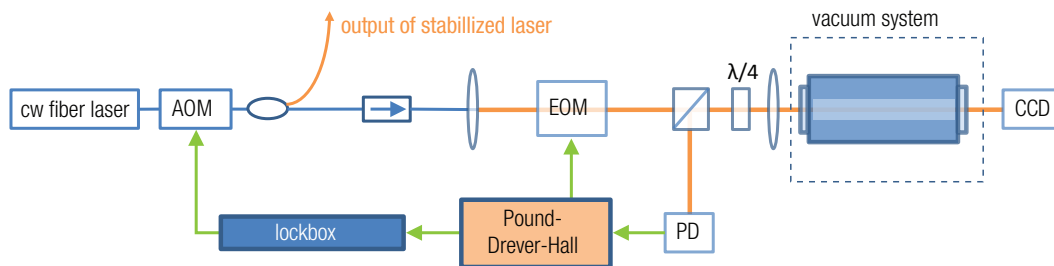 vacuum system
output of stabillized laser
λ/4
cw fiber laser
AOM
EOM
CCD
lockbox
Pound-
Drever-Hall
PD